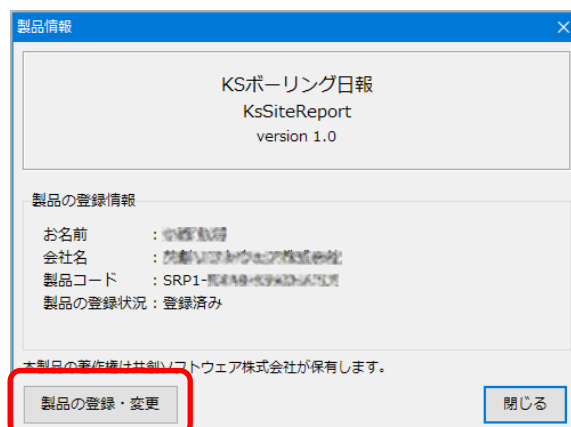 製品情報
KSボーリング日報
KsSiteReport
version 1.0
製品の登録情報
お名前 :
会社名 :
製品コード : SRP1-
製品の登録状況 : 登録済み
本製品の著作権は共創ソフトウェア株式会社が保有します。
製品の登録・変更
閉じる